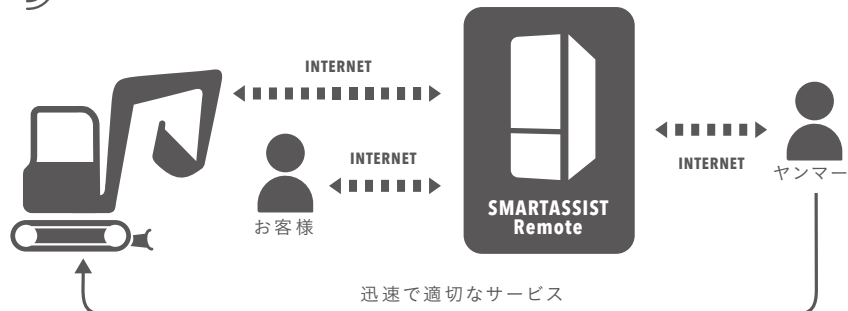 INTERNET
INTERNET
お客様
SMARTASSIST
Remote
INTERNET
ヤンマー
迅速で適切なサービス